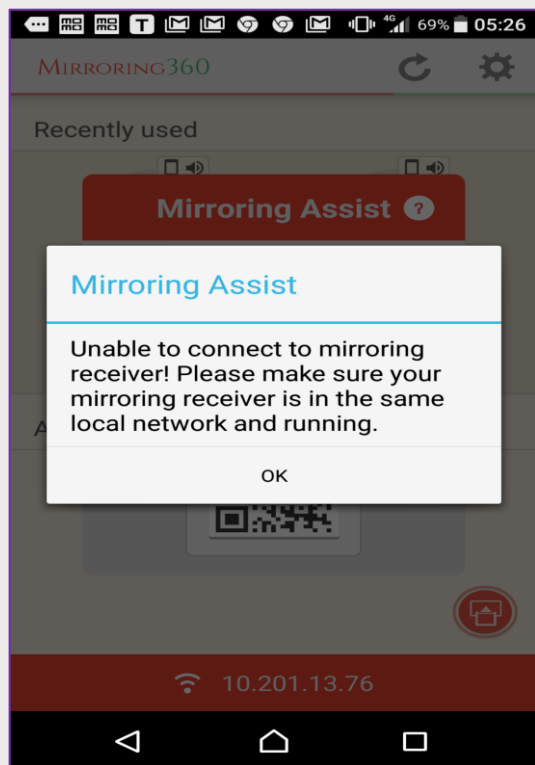 4G 69% 05:26
MIRRORING360
Recently used
Mirroring Assist ?
Mirroring Assist
Unable to connect to mirroring
receiver! Please make sure your
mirroring receiver is in the same
local network and running.
A
OK
10.201.13.76